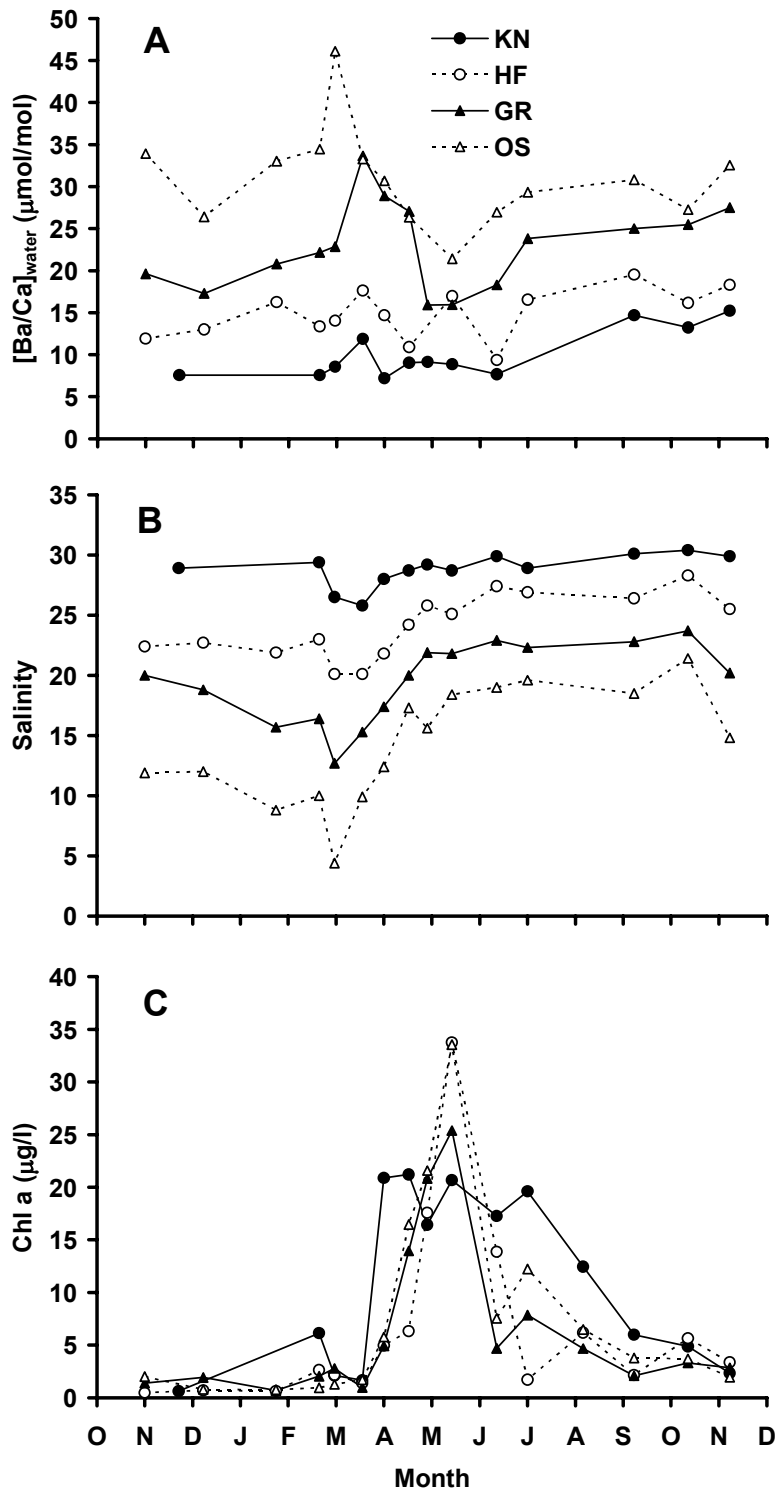 A
KN
HF
GR
OS
[Ba/Ca]water (μmol/mol)
50
45
40
35
30
25
20
15
10
5
0
B
Salinity
35
30
25
20
15
10
5
0
C
Chl a (μg/l)
40
35
30
25
20
15
10
5
0
O N D J F M A M J J A S O N D
Month